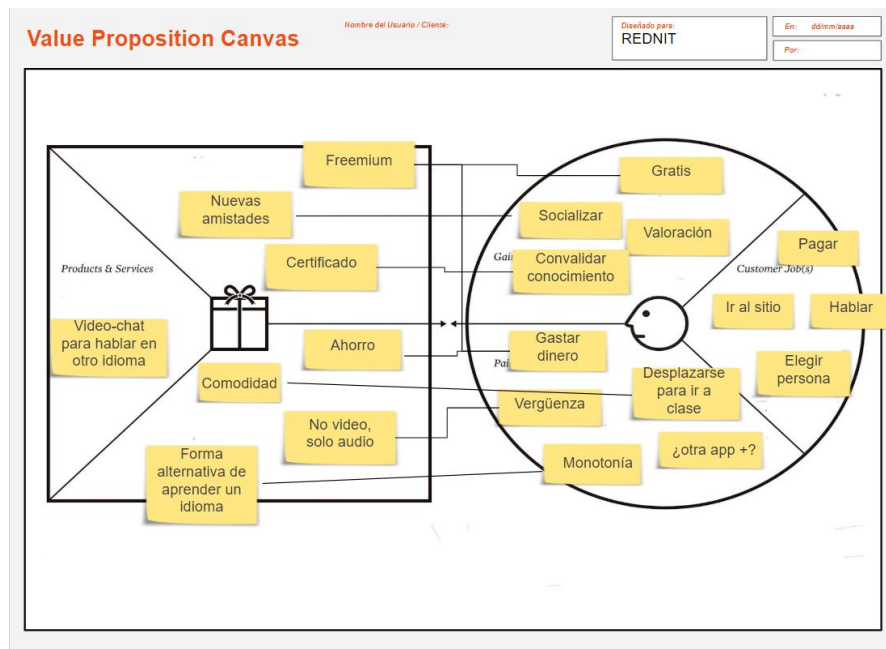 Value Proposition Canvas
Nombre del Usuario / Cliente:
Diseñado para:
REDNIT
En: dd/mm/aaaa
Por:
Freemium
Nuevas
amistades
Certificado
Products & Services
Video-chat
para hablar en
otro idioma
Ahorro
Comodidad
No video,
solo audio
Forma
alternativa de
aprender un
idioma
Gratis
Socializar
Valoración
Gai
Convalidar
conocimiento
Pagar
Customer Job(s)
Ir al sitio
Hablar
Elegir
persona
Gastar
dinero
Pai
Desplazarse
para ir a
clase
Vergüenza
¿otra app +?
Monotonía